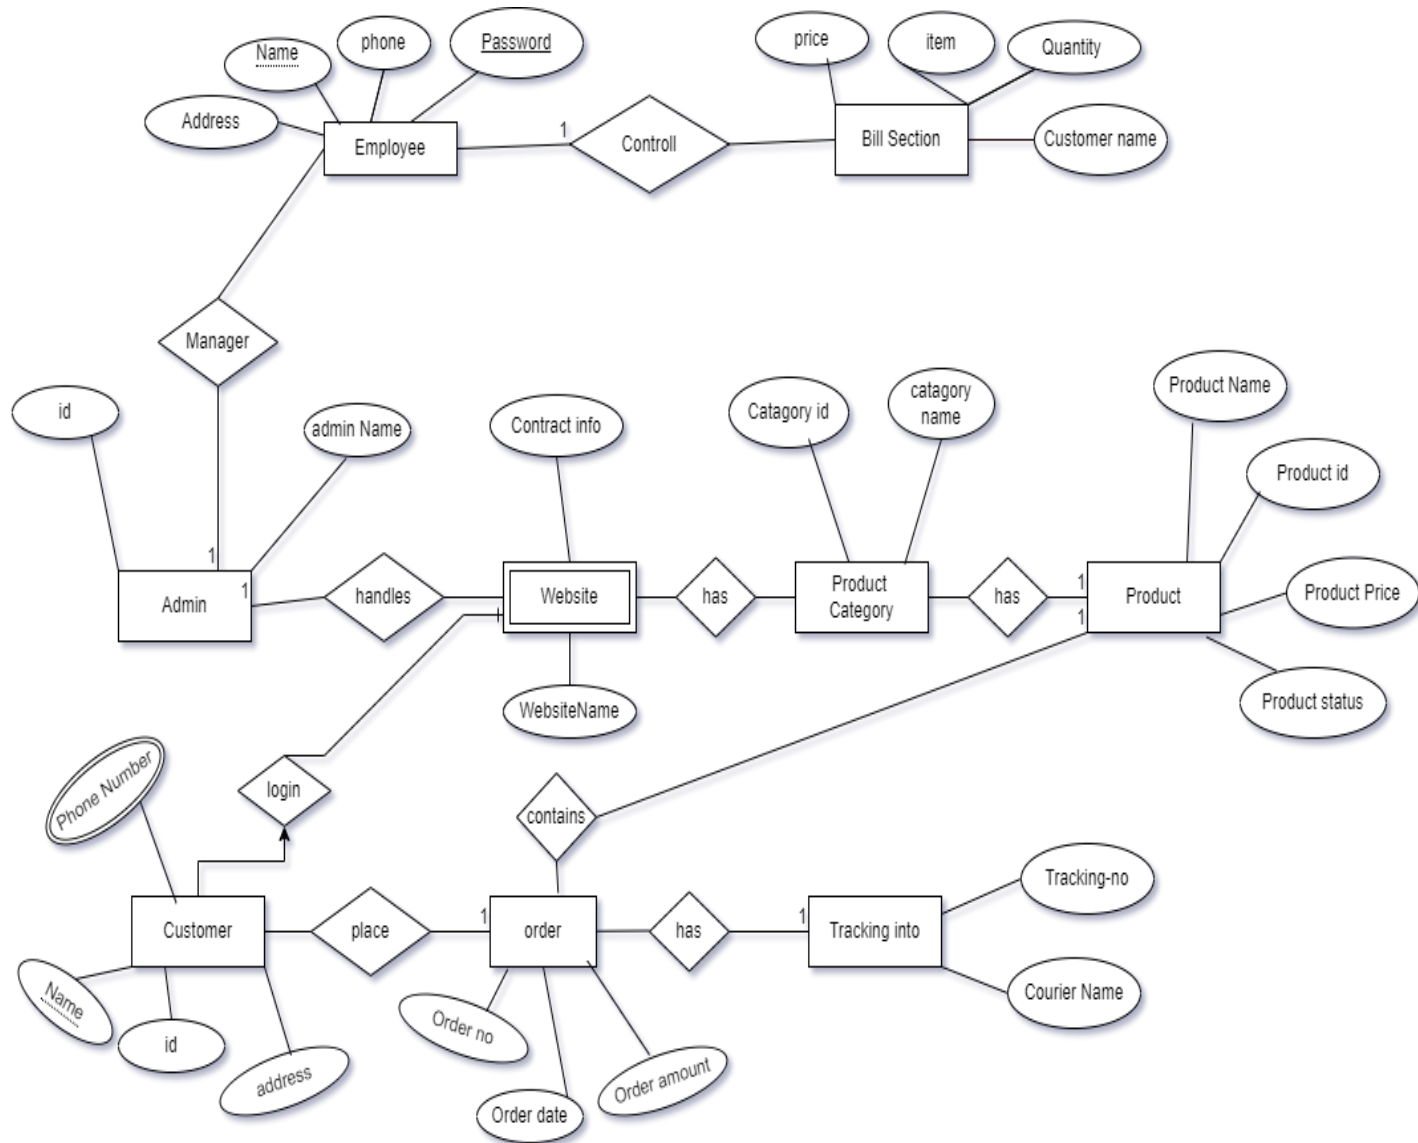 Name
phone
Password
price
item
Quantity
Address
Employee
1
Controll
Bill Section
Customer name
Manager
id
admin Name
Contract info
Catagory id
catagory
name
Product Name
Product id
1
Admin
1
handles
Website
has
Product
Category
has
1
Product
1
Product Price
WebsiteName
Product status
Phone Number
login
contains
Customer
place
1
order
has
1
Tracking into
Tracking-no
Name
id
address
Order no
Order date
Order amount
Courier Name